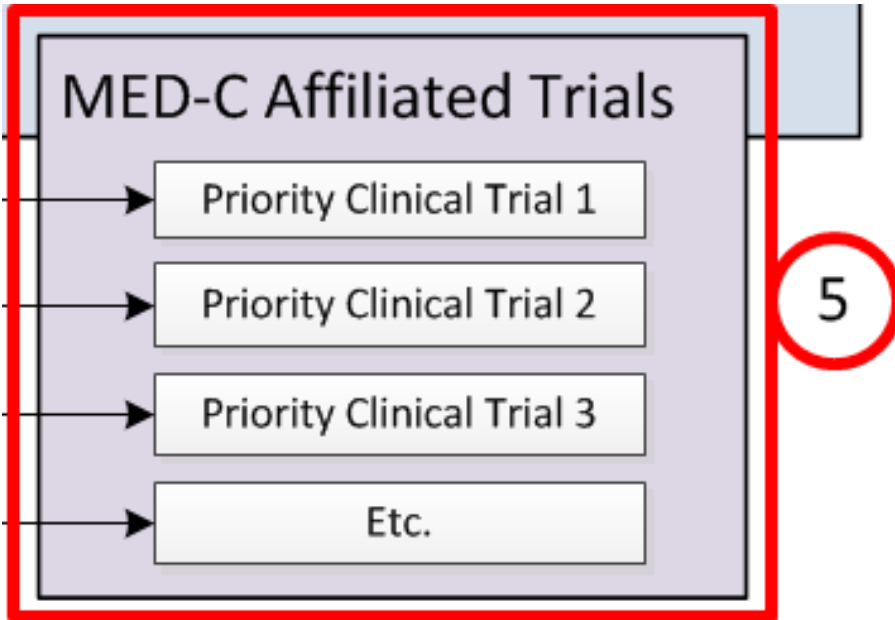 MED-C Affiliated Trials
Priority Clinical Trial 1
Priority Clinical Trial 2
5
Priority Clinical Trial 3
Etc.